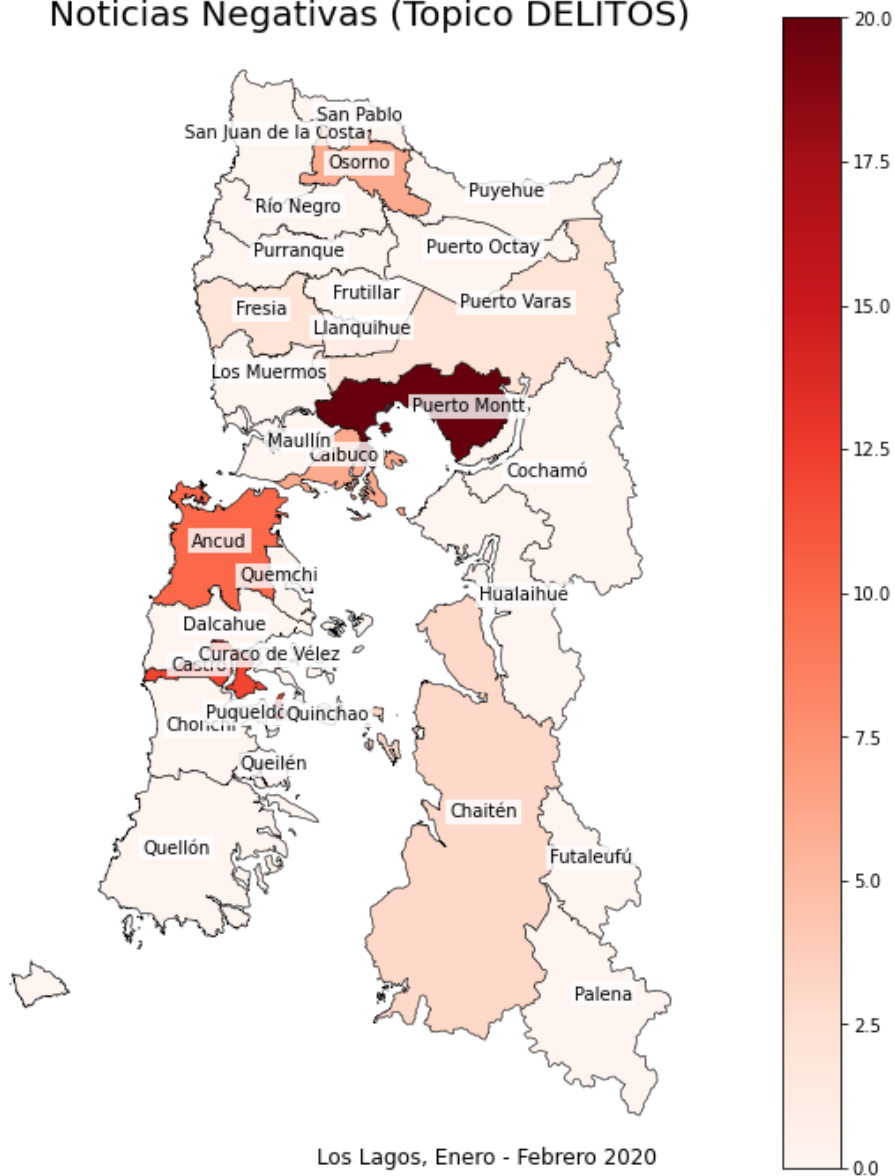 Noticias Negativas (Topico DELITOS)
San Pablo
San Juan de la Costa
Osorno
Puyehue
Río Negro
Puerto Octay
Purranque
Frutillar
Puerto Varas
Fresia
Llanquihue
Los Muermos
Puerto Montt
Maullín
Calbuco
Cochamó
Ancud
Quemchi
Hualaihué
Dalcahue
Curaco de Vélez
Castro
Puqueldón
Quinchao
Chonchi
Queilén
Chaitén
Quellón
Futaleufú
Palena
20.0
17.5
15.0
12.5
10.0
7.5
5.0
2.5
0.0
Los Lagos, Enero - Febrero 2020